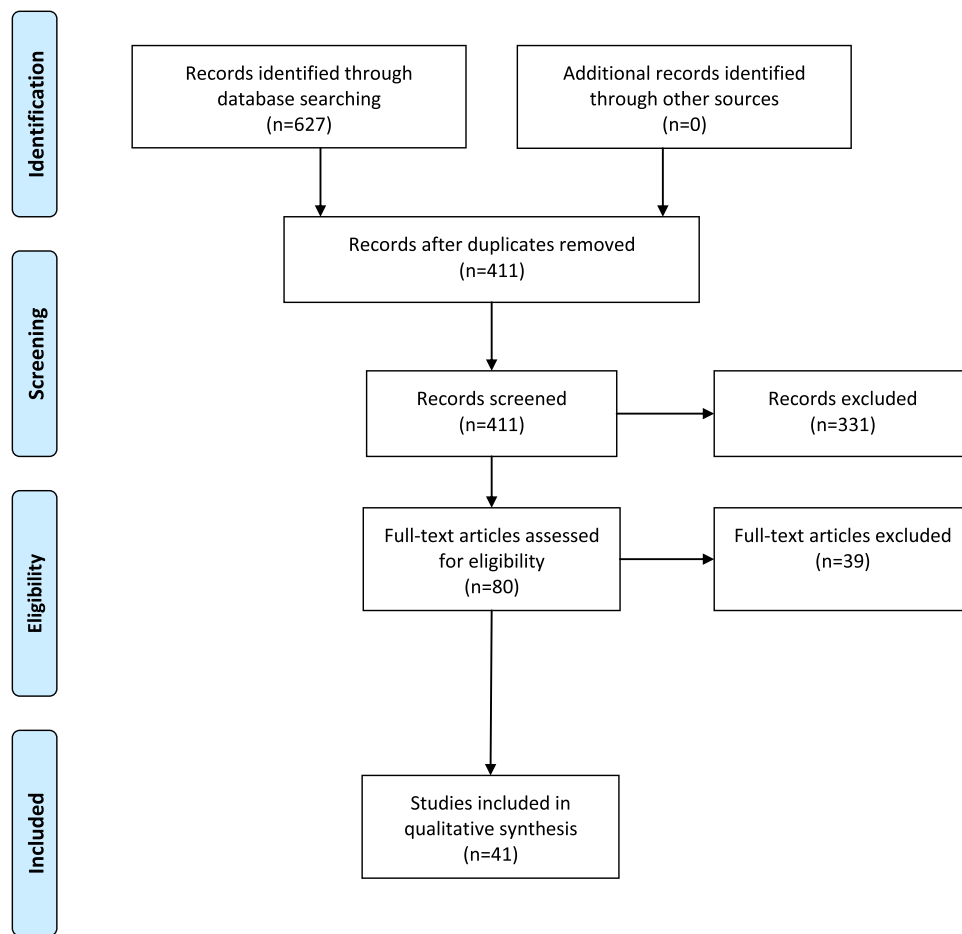 Identification
Records identified through
database searching
(n=627)
Additional records identified
through other sources
(n=0)
Records after duplicates removed
(n=411)
Screening
Records screened
(n=411)
Records excluded
(n=331)
Eligibility
Full-text articles assessed
for eligibility
(n=80)
Full-text articles excluded
(n=39)
Included
Studies included in
qualitative synthesis
(n=41)